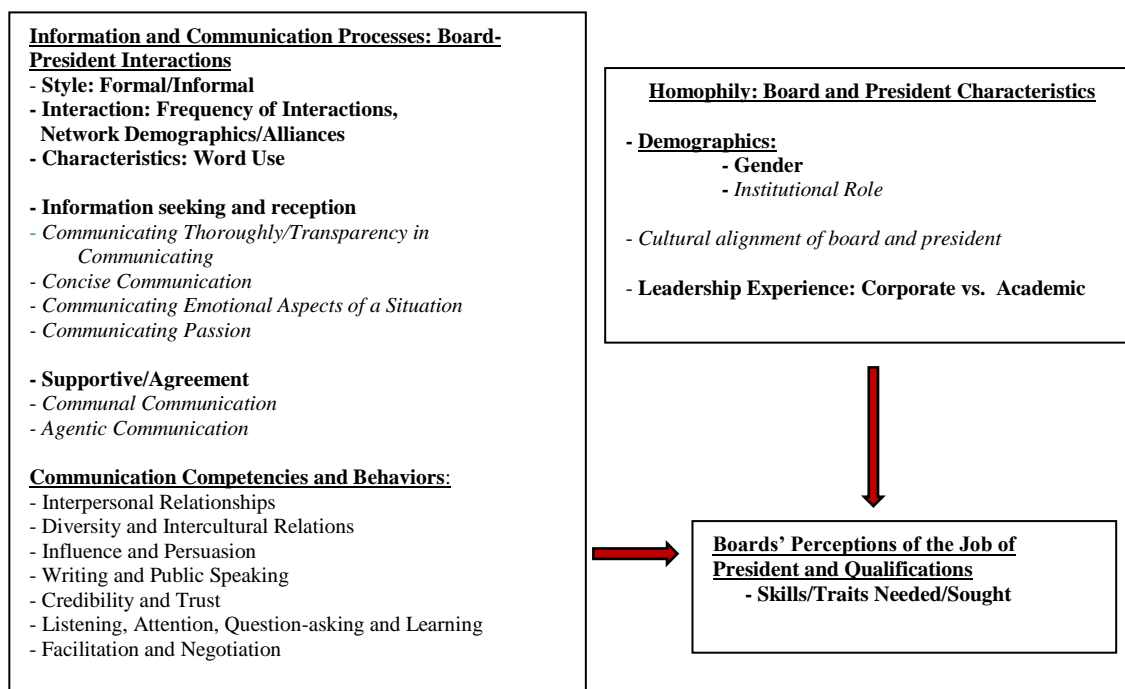 Information and Communication Processes: Board-
President Interactions
- Style: Formal/Informal
- Interaction: Frequency of Interactions,
Network Demographics/Alliances
- Characteristics: Word Use
- Information seeking and reception
- Communicating Thoroughly/Transparency in
Communicating
- Concise Communication
- Communicating Emotional Aspects of a Situation
- Communicating Passion
- Supportive/Agreement
- Communal Communication
- Agentic Communication
Communication Competencies and Behaviors:
- Interpersonal Relationships
- Diversity and Intercultural Relations
- Influence and Persuasion
- Writing and Public Speaking
- Credibility and Trust
- Listening, Attention, Question-asking and Learning
- Facilitation and Negotiation
Homophily: Board and President Characteristics
- Demographics:
- Gender
- Institutional Role
- Cultural alignment of board and president
- Leadership Experience: Corporate vs. Academic
Boards' Perceptions of the Job of
President and Qualifications
- Skills/Traits Needed/Sought